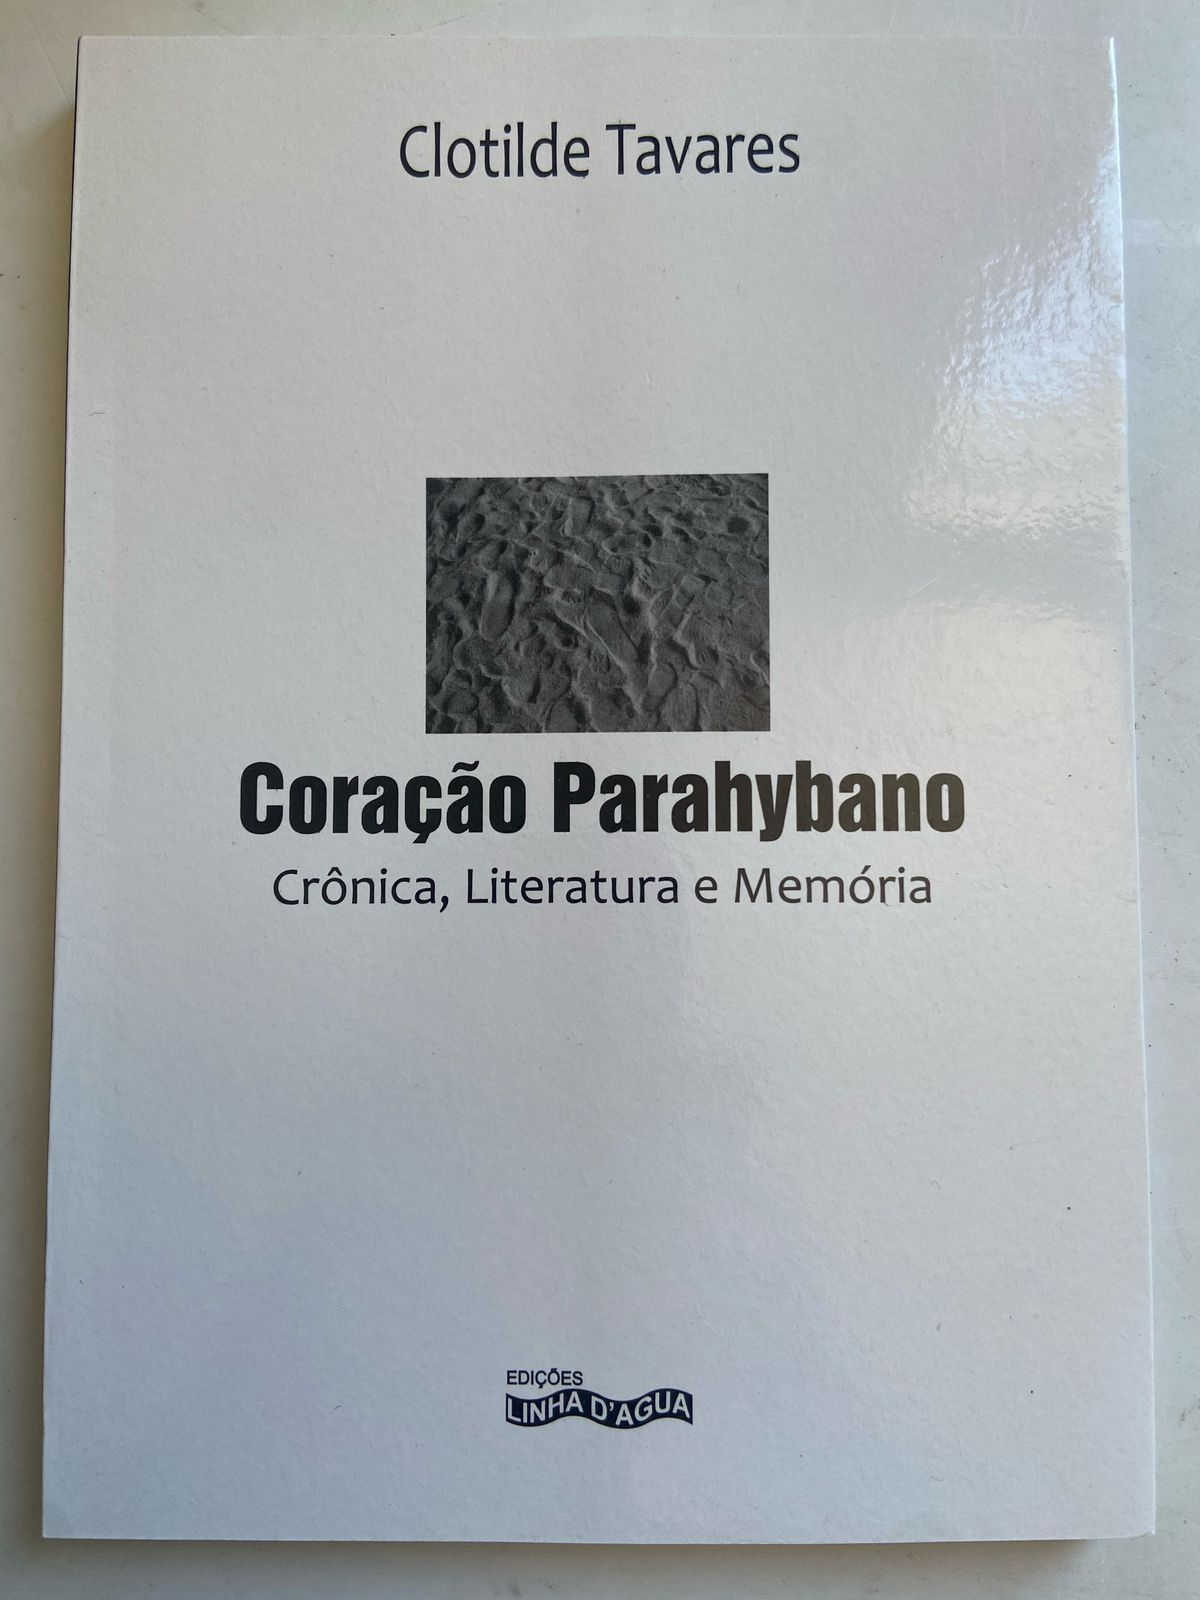 Clotilde Tavares
Coração Parahybano
Crônica, Literatura e Memória
EDIÇÕES
LINHA D'AGUA